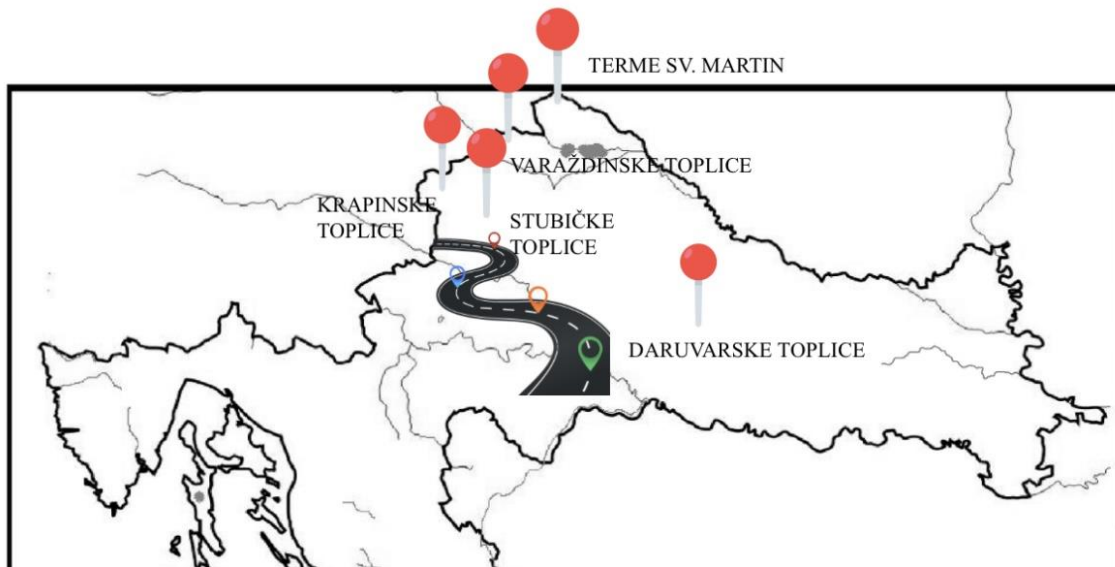 TERME SV. MARTIN
VARAŽDINSKE TOPLICE
KRAPINSKE
TOPLICE
STUBIČKE
TOPLICE
DARUVARSKE TOPLICE